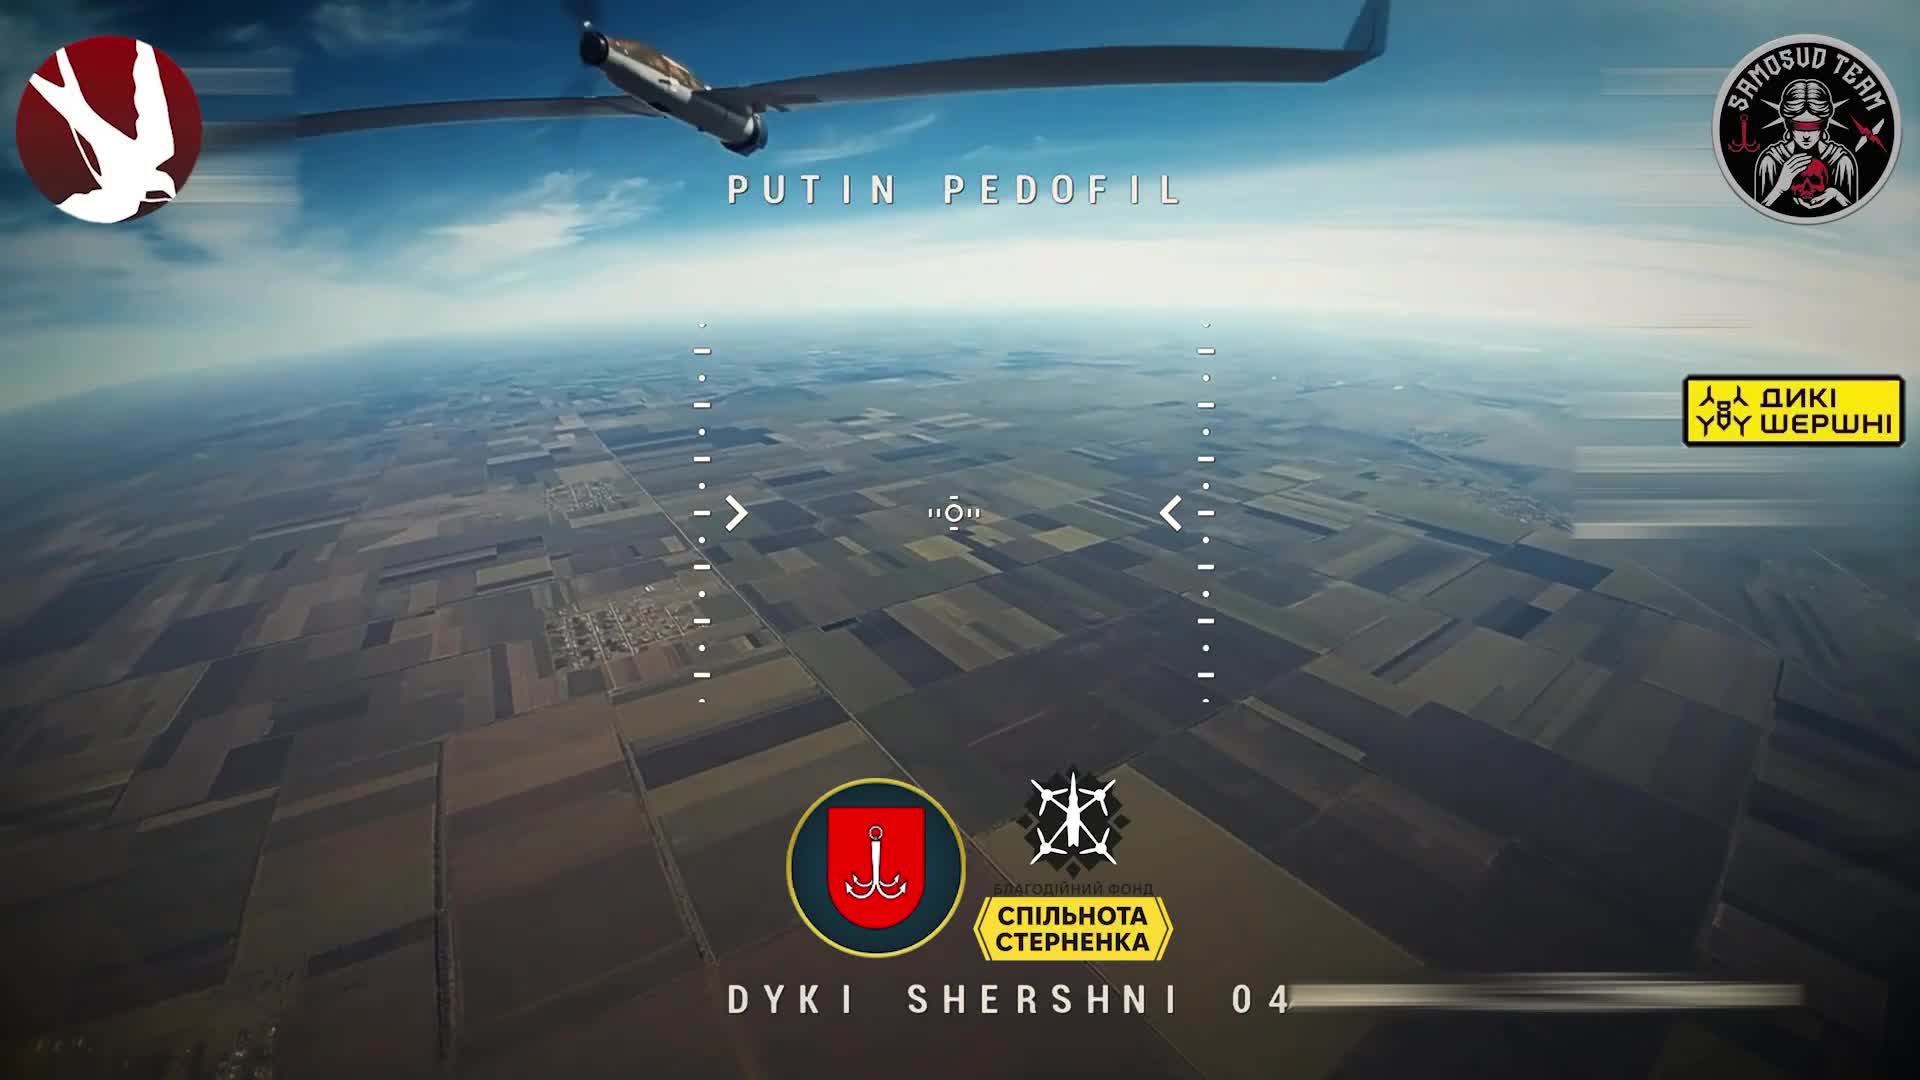 PUTIN PEDOFIL
SAMOSUD TEAM
ДИКІ
ШЕРШНІ
БЛАГОДІЙНИЙ ФОНД
СПІЛЬНОТА
СТЕРНЕНКА
DYKI SHERSHNI 04